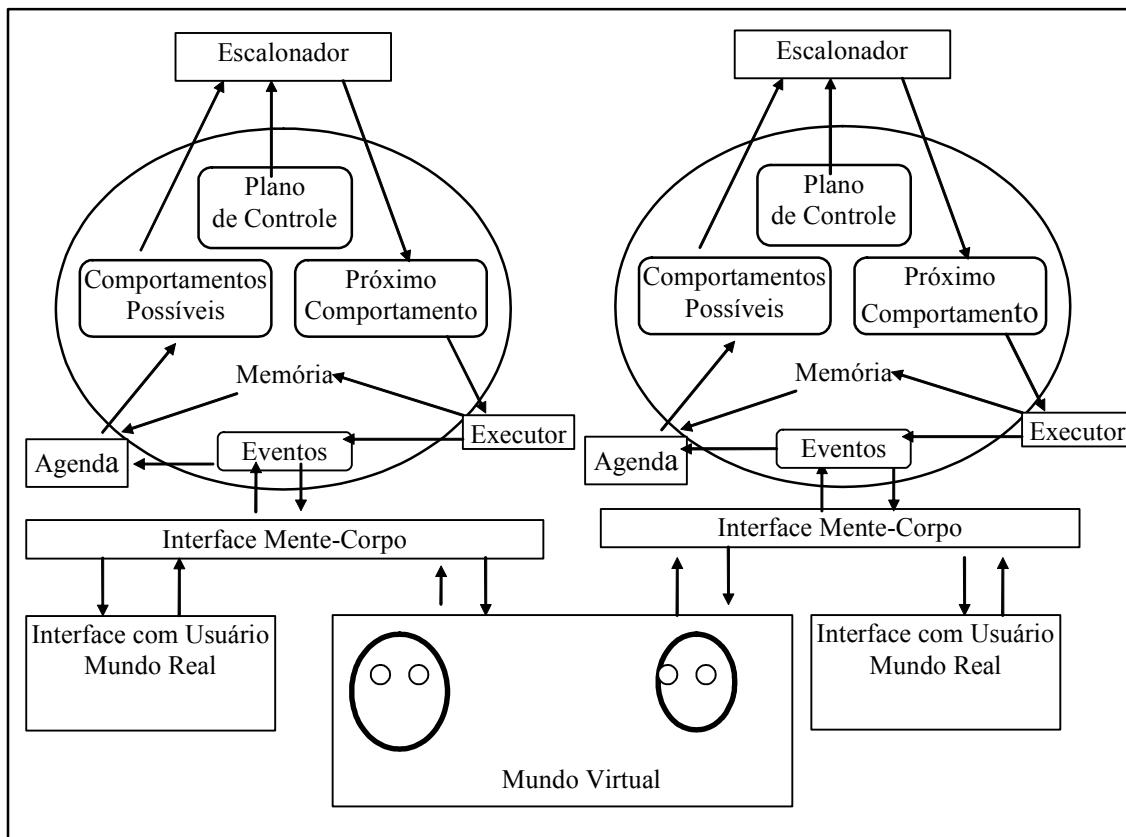 Escalonador
Plano
de Controle
Comportamentos
Possíveis
Próximo
Comportamento
Memória
Executor
Eventos
Agenda
Interface Mente-Corpo
Interface com Usuário
Mundo Real
Escalonador
Plano
de Controle
Comportamentos
Possíveis
Próximo
Comportamento
Memória
Executor
Eventos
Agenda
Interface Mente-Corpo
Interface com Usuário
Mundo Real
Mundo Virtual